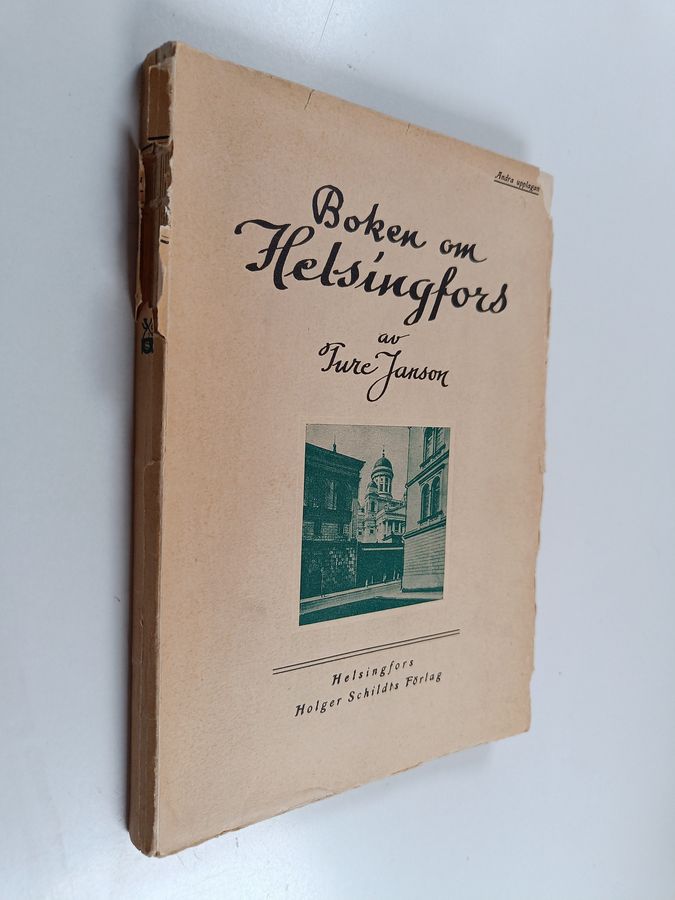 Andra upplagan
Boken om
Helsingfors
av
Ture Janson
Helsingfors
Holger Schildts Förlag
S